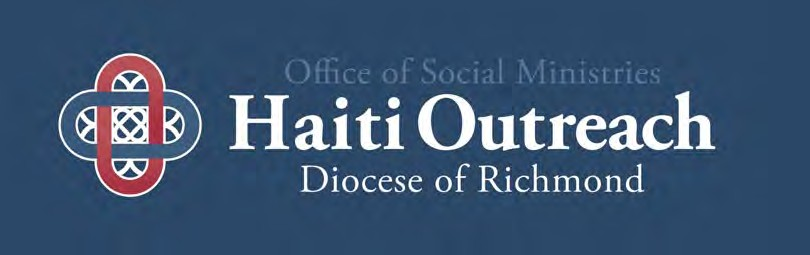 Office of Social Ministries
Haiti Outreach
Diocese of Richmond